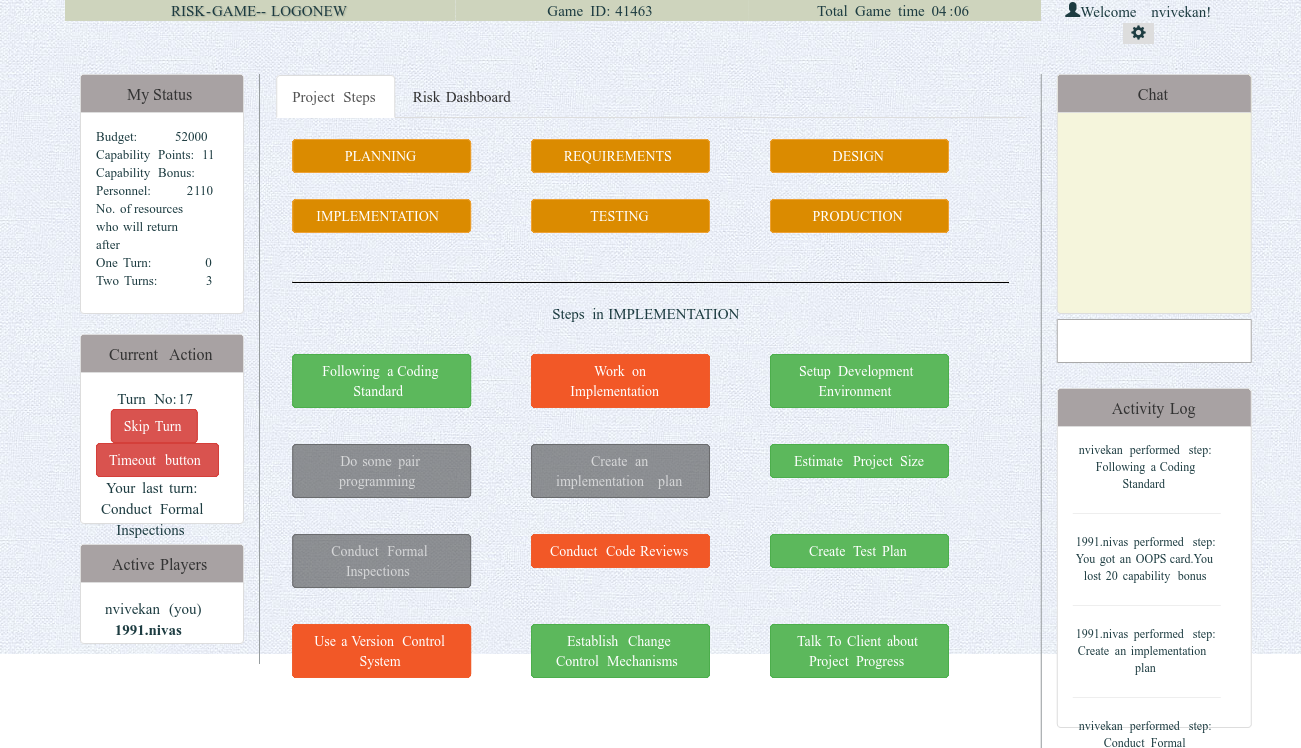 RISK-GAME-- LOGONEW
Game ID: 41463
Total Game time 04:06
Welcome nvivekan!
My Status
Budget: 52000
Capability Points: 11
Capability Bonus:
Personnel: 2110
No. of resources
who will return
after
One Turn: 0
Two Turns: 3
Current Action
Turn No:17
Skip Turn
Timeout button
Your last turn:
Conduct Formal
Inspections
Active Players
nvivekan (you)
1991.nivas
Project Steps
Risk Dashboard
PLANNING
REQUIREMENTS
DESIGN
IMPLEMENTATION
TESTING
PRODUCTION
Steps in IMPLEMENTATION
Following a Coding
Standard
Work on
Implementation
Setup Development
Environment
Do some pair
programming
Create an
implementation plan
Estimate Project Size
Conduct Formal
Inspections
Conduct Code Reviews
Create Test Plan
Use a Version Control
System
Establish Change
Control Mechanisms
Talk To Client about
Project Progress
Chat
Activity Log
nvivekan performed step:
Following a Coding
Standard
1991.nivas performed step:
You got an OOPS card.You
lost 20 capability bonus
1991.nivas performed step:
Create an implementation
plan
nvivekan performed step:
Conduct Formal